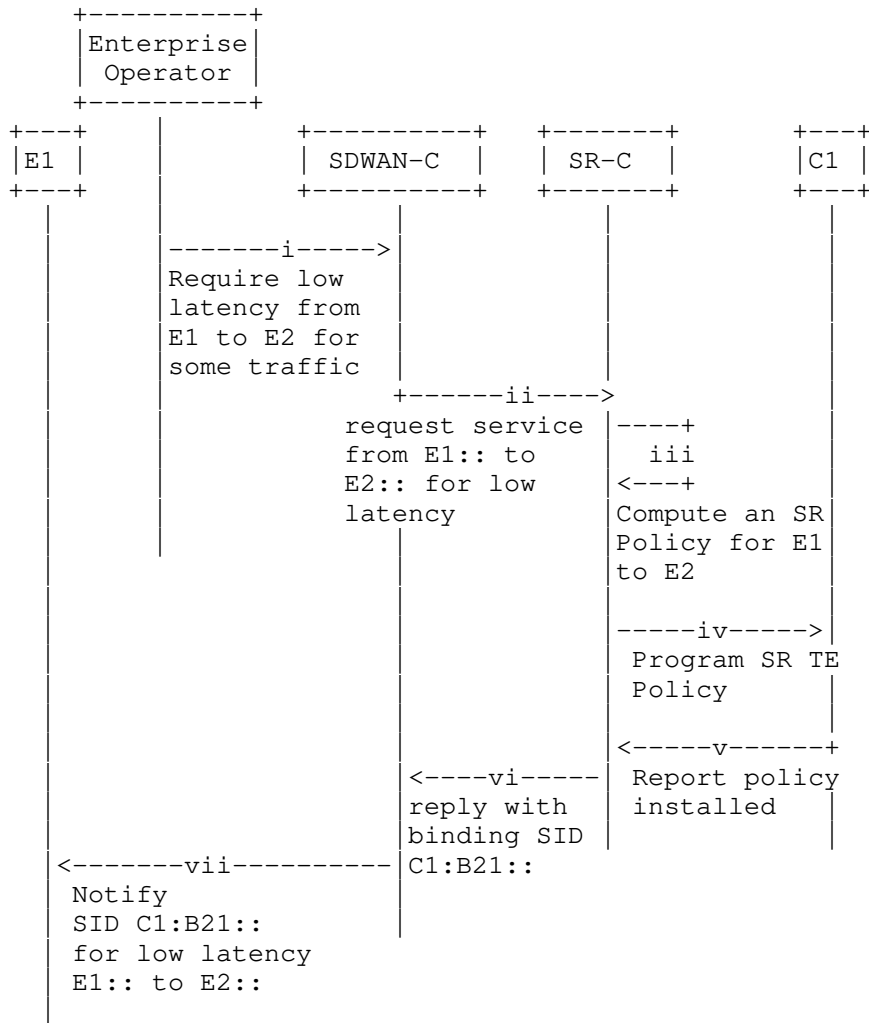 Enterprise
Operator
E1
SDWAN-C
SR-C
C1
-------i----->
Require low
latency from
E1 to E2 for
some traffic
+------ii---->
request service
from E1:: to
E2:: for low
latency
----+
iii
<---+
Compute an SR
Policy for E1
to E2
-----iv----->
Program SR TE
Policy
<-----v------+
Report policy
installed
<----vi-----
reply with
binding SID
C1:B21::
<-------vii----------
Notify
SID C1:B21::
for low latency
E1:: to E2::